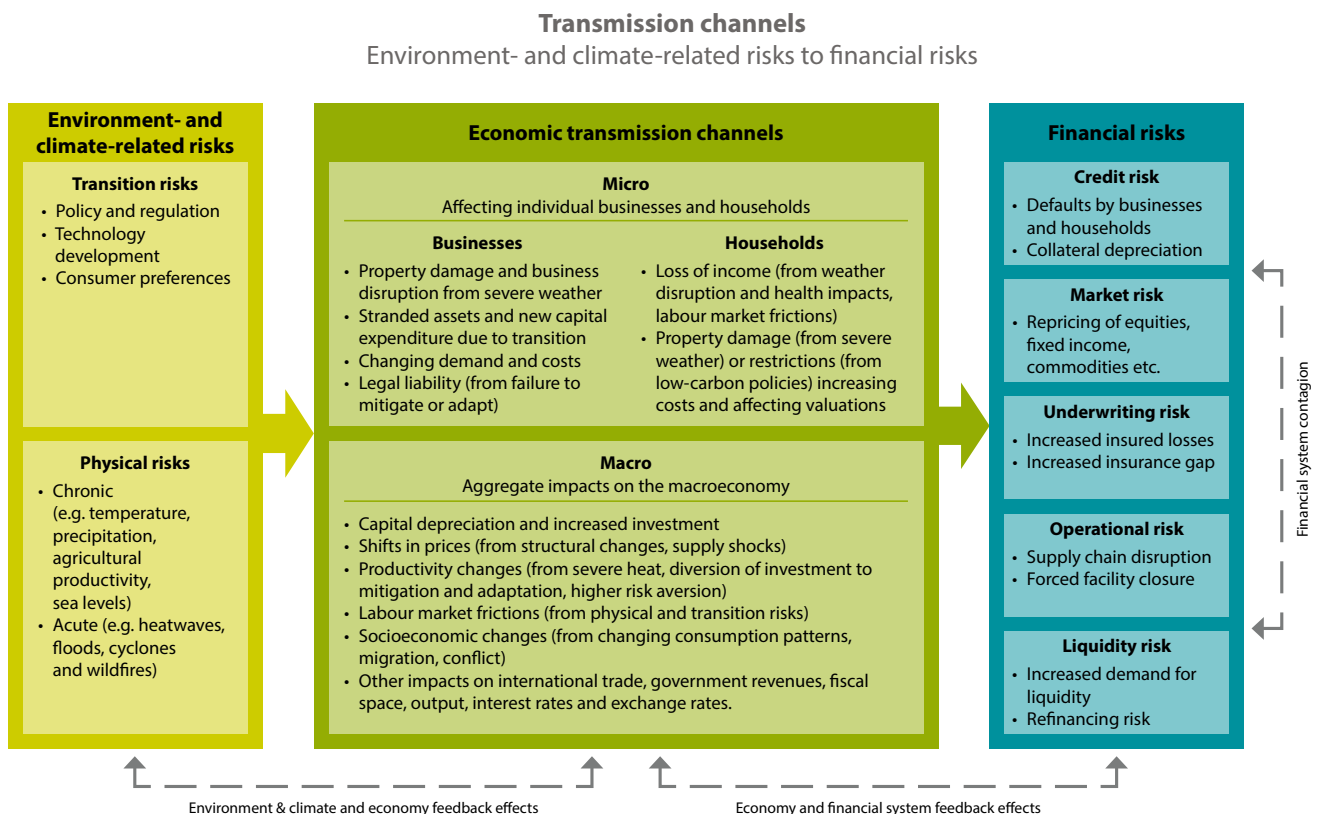 Transmission channels
Environment- and climate-related risks to financial risks
Environment- and
climate-related risks
Transition risks
• Policy and regulation
• Technology
development
• Consumer preferences
Physical risks
• Chronic
(e.g. temperature,
precipitation,
agricultural
productivity,
sea levels)
• Acute (e.g. heatwaves,
floods, cyclones
and wildfires)
Economic transmission channels
Micro
Affecting individual businesses and households
Businesses
• Property damage and business
disruption from severe weather
• Stranded assets and new capital
expenditure due to transition
• Changing demand and costs
• Legal liability (from failure to
mitigate or adapt)
Households
• Loss of income (from weather
disruption and health impacts,
labour market frictions)
• Property damage (from severe
weather) or restrictions (from
low-carbon policies) increasing
costs and affecting valuations
Macro
Aggregate impacts on the macroeconomy
• Capital depreciation and increased investment
• Shifts in prices (from structural changes, supply shocks)
• Productivity changes (from severe heat, diversion of investment to
mitigation and adaptation, higher risk aversion)
• Labour market frictions (from physical and transition risks)
• Socioeconomic changes (from changing consumption patterns,
migration, conflict)
• Other impacts on international trade, government revenues, fiscal
space, output, interest rates and exchange rates.
Financial risks
Credit risk
• Defaults by businesses
and households
• Collateral depreciation
Market risk
• Repricing of equities,
fixed income,
commodities etc.
Underwriting risk
• Increased insured losses
• Increased insurance gap
Operational risk
• Supply chain disruption
• Forced facility closure
Liquidity risk
• Increased demand for
liquidity
• Refinancing risk
Financial system contagion
Environment & climate and economy feedback effects
Economy and financial system feedback effects